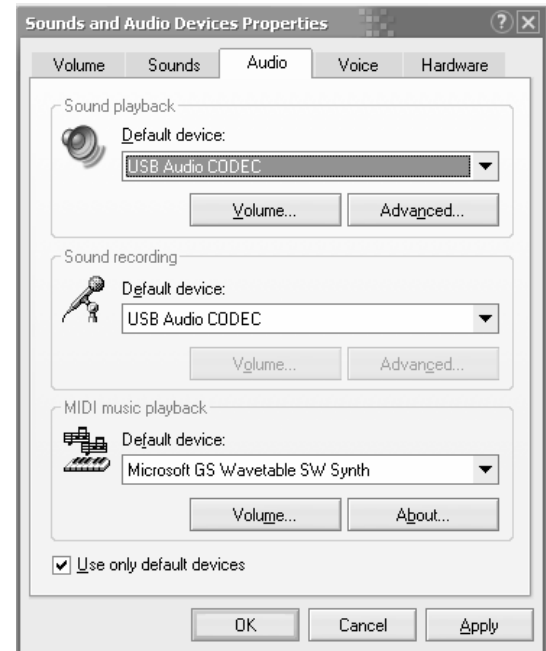 Sounds and Audio Devices Properties
Volume Sounds Audio Voice Hardware
Sound playback
Default device:
USB Audio CODEC
Volume... Advanced...
Sound recording
Default device:
USB Audio CODEC
Volume... Advanced...
MIDI music playback
Default device:
Microsoft GS Wavetable SW Synth
Volume... About...
Use only default devices
OK Cancel Apply